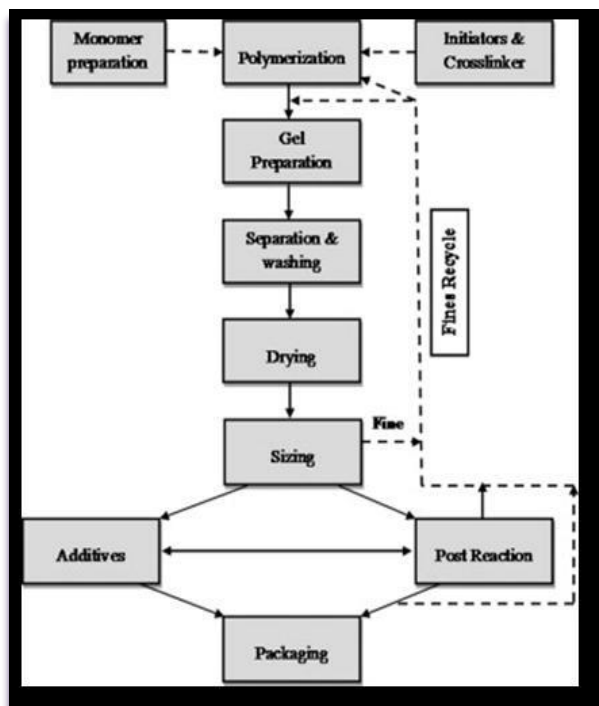 Monomer
preparation
Polymerization
Initiators &
Crosslinker
Gel
Preparation
Separation &
washing
Fines Recycle
Drying
Fine
Sizing
Additives
Post Reaction
Packaging